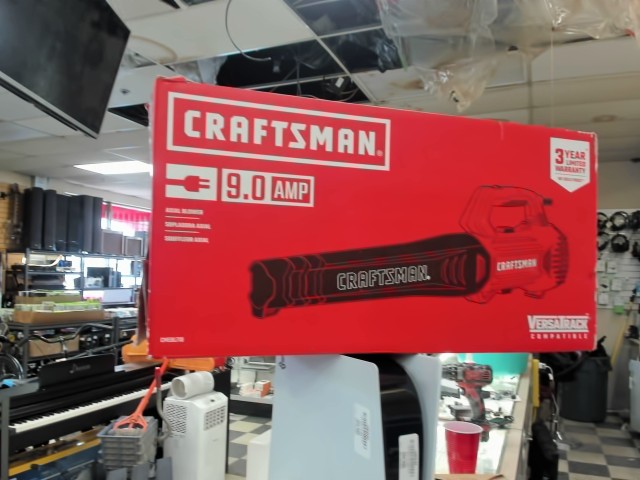 CRAFTSMAN®
9.0 AMP
AXIAL BLOWER
SOPLADORA AXIAL
SOUFFLEUR AXIAL
3 YEAR
LIMITED
WARRANTY
CRAFTSMAN®
CRAFTSMAN
VERSATRACK
COMPATIBLE